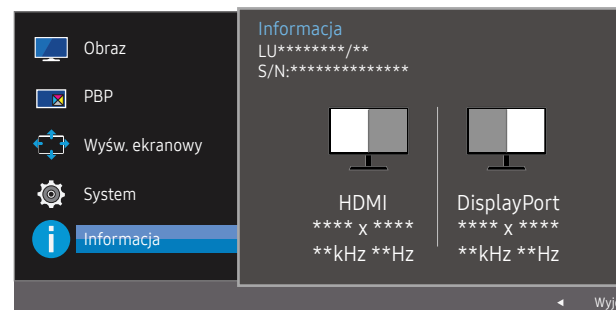 Obraz
PBP
Wyśw. ekranowy
System
Informacja
Informacja
LU********/**
S/N:**************
HDMI
**** x ****
**kHz **Hz
DisplayPort
**** x ****
**kHz **Hz